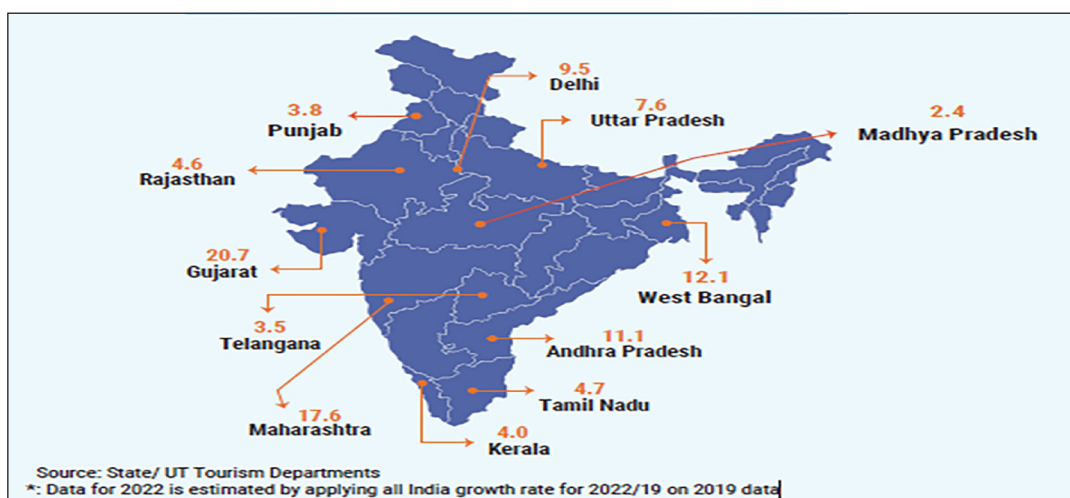 9.5
Delhi
3.8
Punjab
7.6
Uttar Pradesh
2.4
Madhya Pradesh
4.6
Rajasthan
20.7
Gujarat
12.1
West Bangal
3.5
Telangana
11.1
Andhra Pradesh
17.6
Maharashtra
4.7
Tamil Nadu
4.0
Kerala
Source: State/ UT Tourism Departments
*: Data for 2022 is estimated by applying all India growth rate for 2022/19 on 2019 data